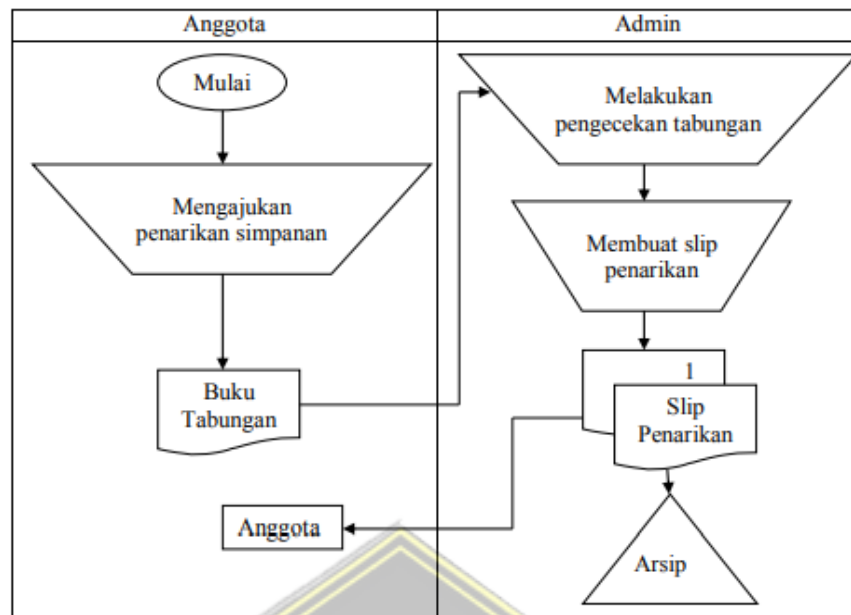 Anggota
Admin
Mulai
Mengajukan
penarikan simpanan
Buku
Tabungan
Anggota
Melakukan
pengecekan tabungan
Membuat slip
penarikan
1
Slip
Penarikan
Arsip